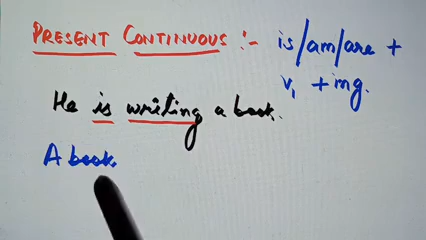 PRESENT CONTINUOUS :- is/am/are +
V₁ + ing.
He is writing a book.
A book